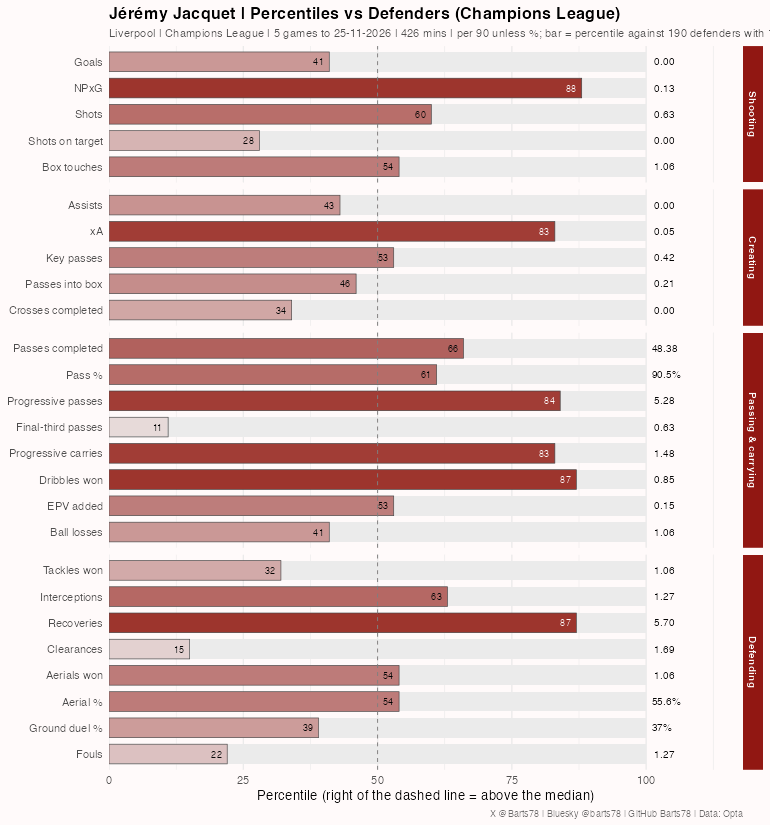 Jérémy Jacquet | Percentiles vs Defenders (Champions League)
Liverpool | Champions League | 5 games to 25-11-2026 | 426 mins | per 90 unless %; bar = percentile against 190 defenders with
Goals 41 0.00
NPxG 88 0.13
Shots 60 0.63
Shots on target 28 0.00
Box touches 54 1.06
Shooting
Assists 43 0.00
xA 83 0.05
Key passes 53 0.42
Passes into box 46 0.21
Crosses completed 34 0.00
Creating
Passes completed 66 48.38
Pass % 61 90.5%
Progressive passes 84 5.28
Final-third passes 11 0.63
Progressive carries 83 1.48
Dribbles won 87 0.85
EPV added 53 0.15
Ball losses 41 1.06
Passing & carrying
Tackles won 32 1.06
Interceptions 63 1.27
Recoveries 87 5.70
Clearances 15 1.69
Aerials won 54 1.06
Aerial % 54 55.6%
Ground duel % 39 37%
Fouls 22 1.27
Defending
0 25 50 75 100
Percentile (right of the dashed line = above the median)
X @Barts78 | Bluesky @barts78 | GitHub Barts78 | Data: Opta